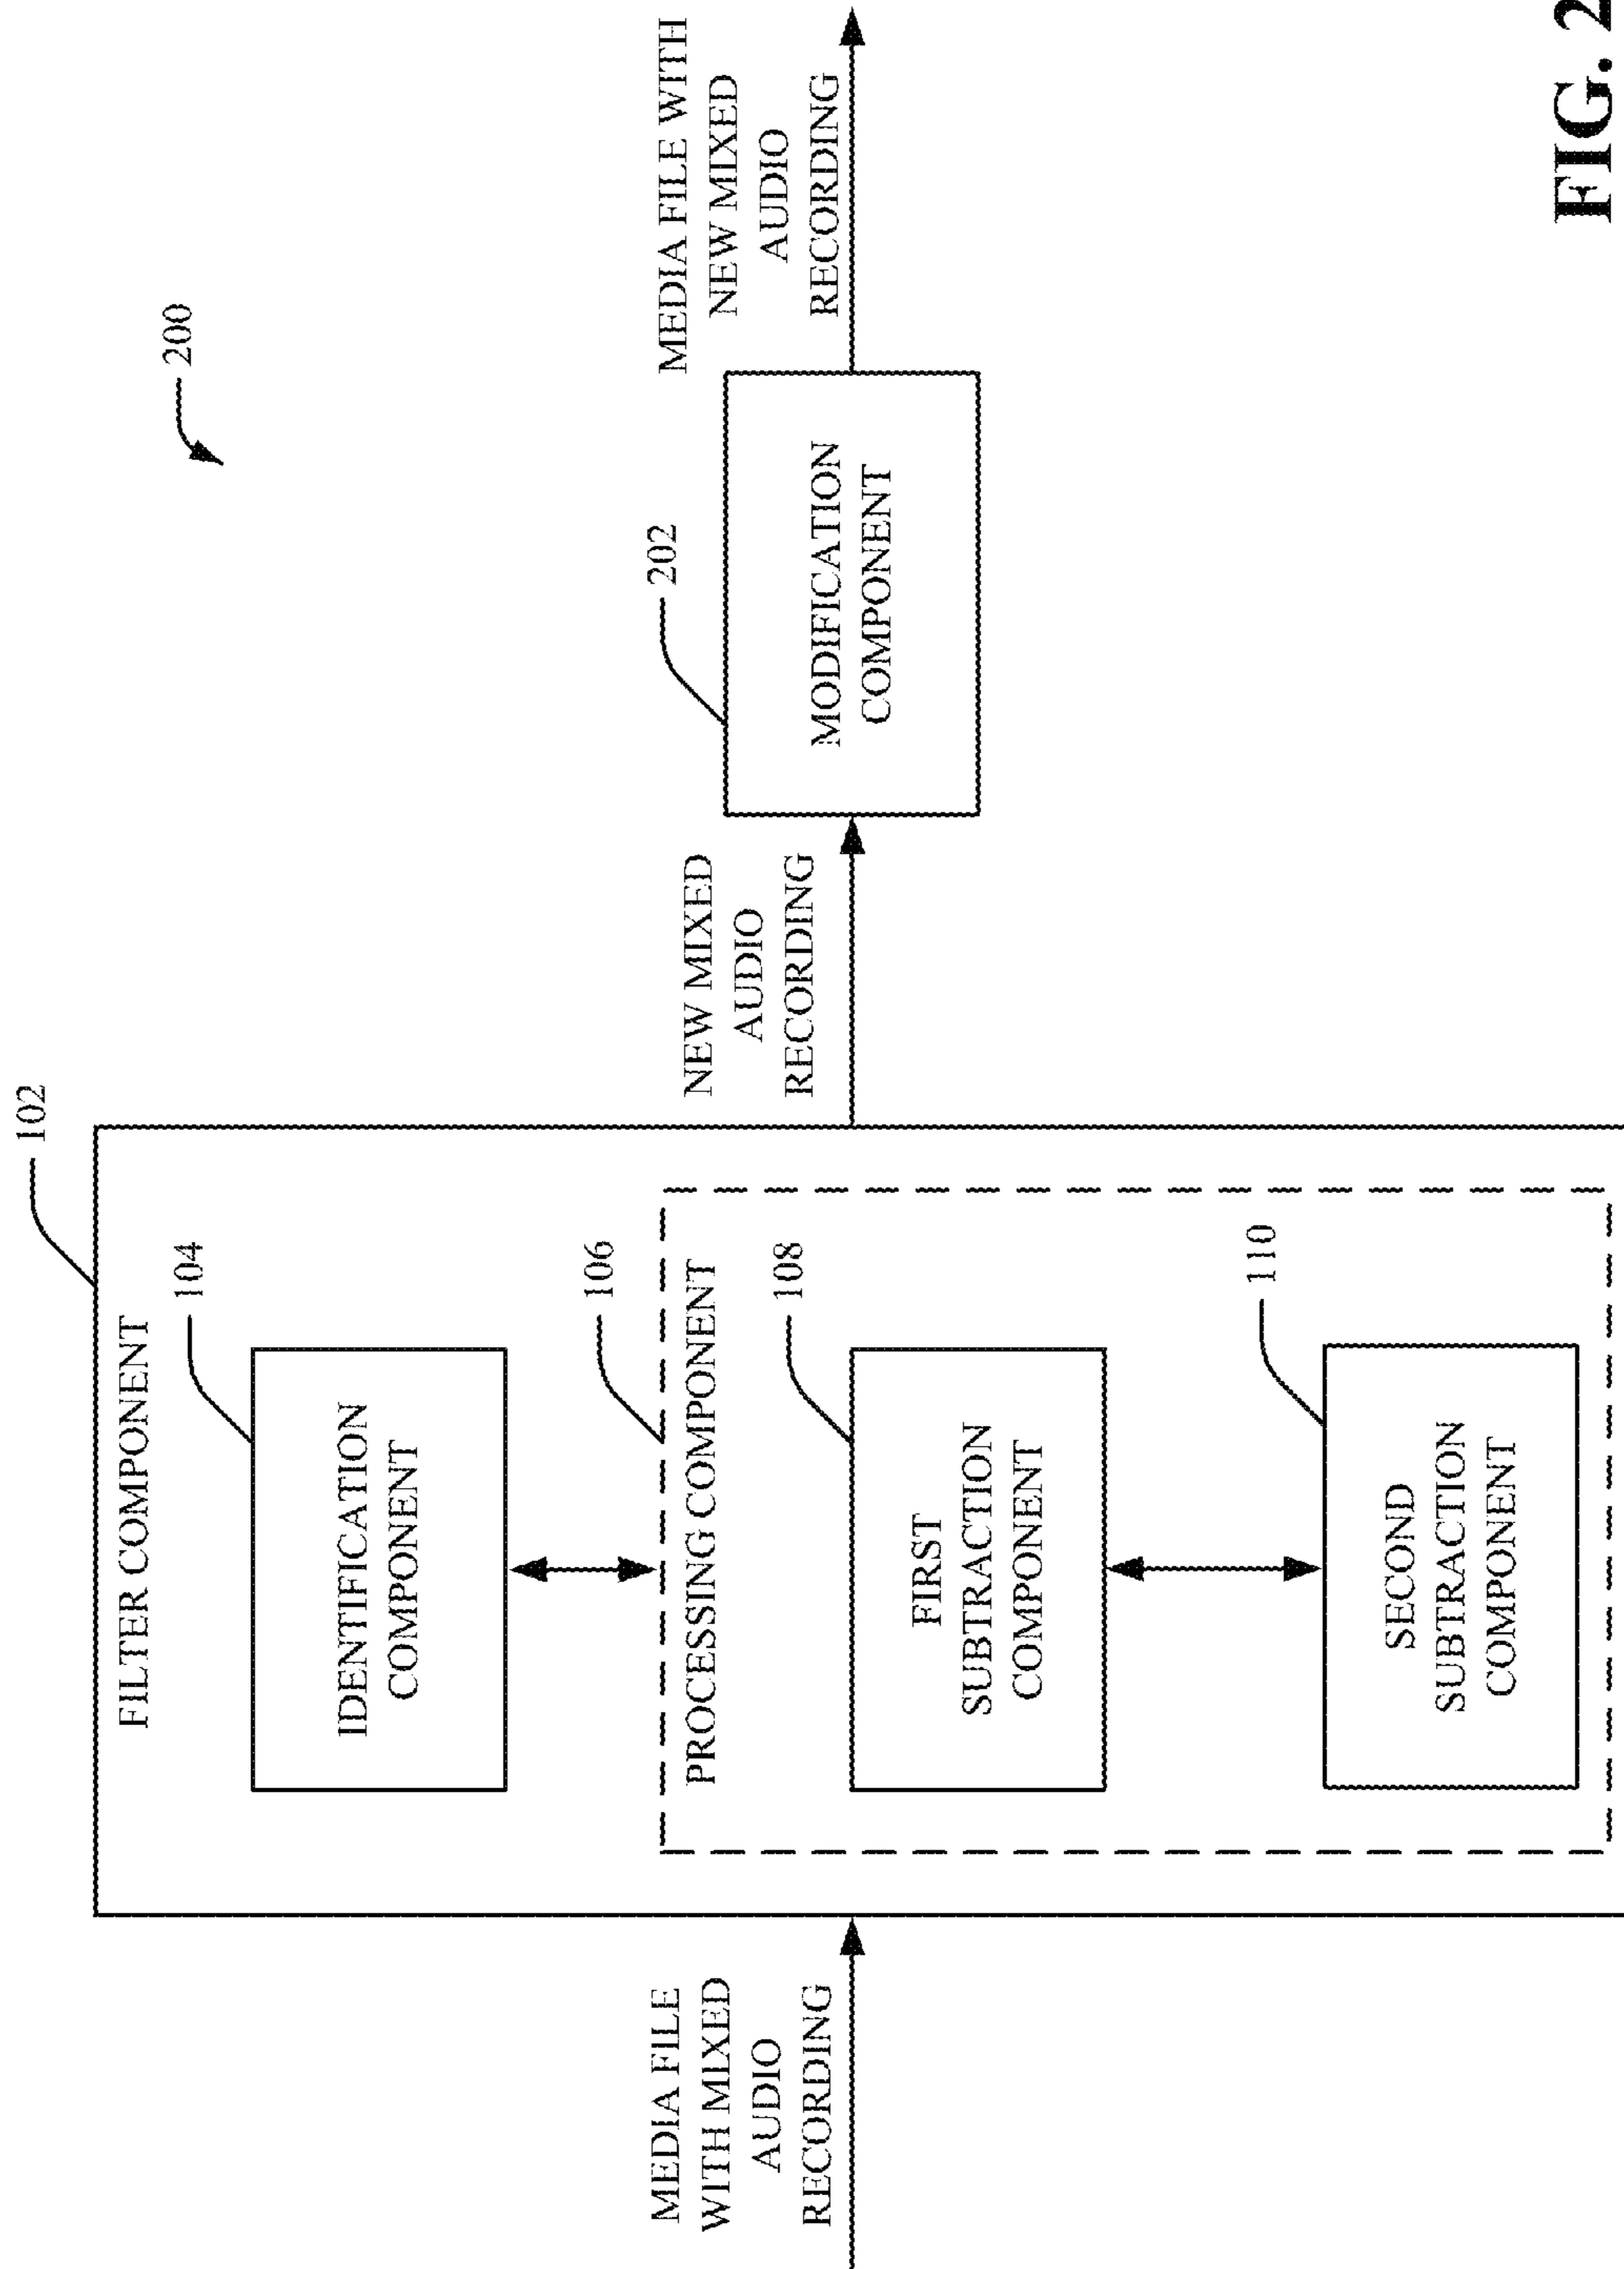 200
102
FILTER COMPONENT
104
IDENTIFICATION
COMPONENT
106
PROCESSING COMPONENT
108
FIRST
SUBTRACTION
COMPONENT
110
SECOND
SUBTRACTION
COMPONENT
MEDIA FILE
WITH MIXED
AUDIO
RECORDING
NEW MIXED
AUDIO
RECORDING
202
MODIFICATION
COMPONENT
MEDIA FILE WITH
NEW MIXED
AUDIO
RECORDING
FIG. 2